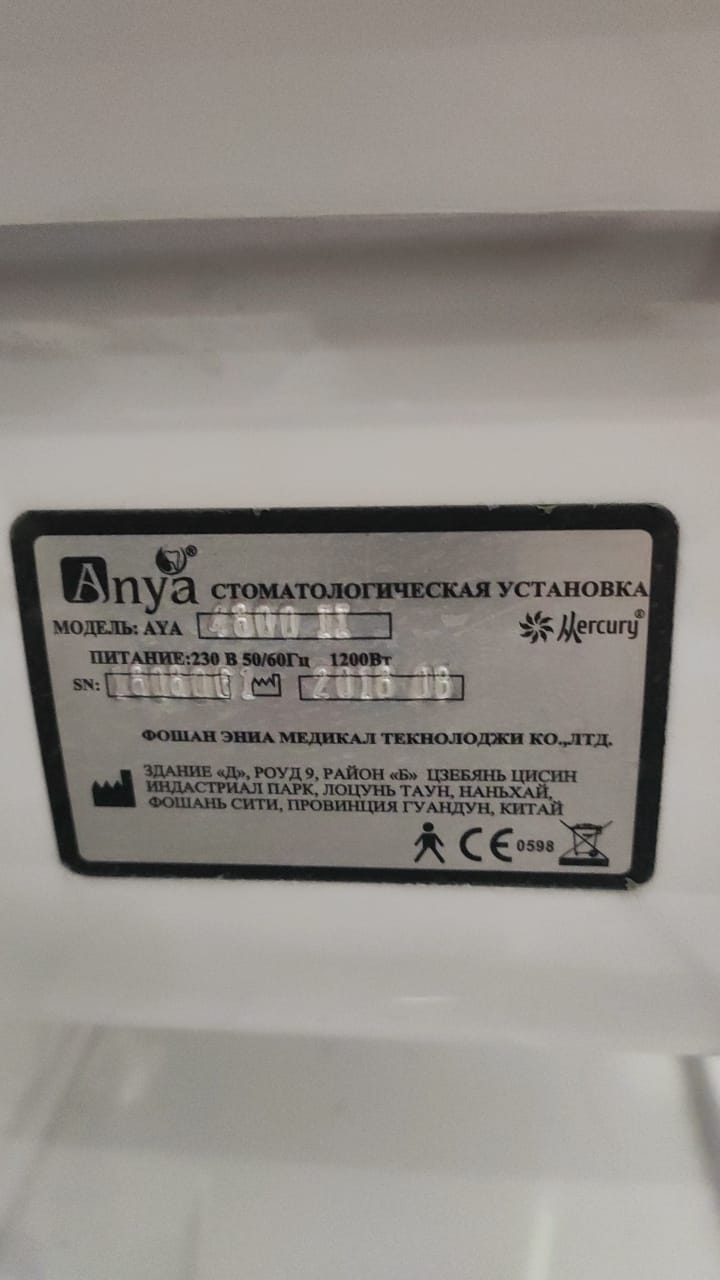 Anya® СТОМАТОЛОГИЧЕСКАЯ УСТАНОВКА
МОДЕЛЬ: AYA 4800 II Mercury®
ПИТАНИЕ:230 В 50/60Гц 1200Вт
SN:
ФОШАН ЭНИА МЕДИКАЛ ТЕКНОЛОДЖИ КО.,ЛТД.
ЗДАНИЕ «Д», РОУД 9, РАЙОН «Б» ЦЗЕБЯНЬ ЦИСИН
ИНДАСТРИАЛ ПАРК, ЛОЦУНЬ ТАУН, НАНЬХАЙ,
ФОШАНЬ СИТИ, ПРОВИНЦИЯ ГУАНДУН, КИТАЙ
CE 0598